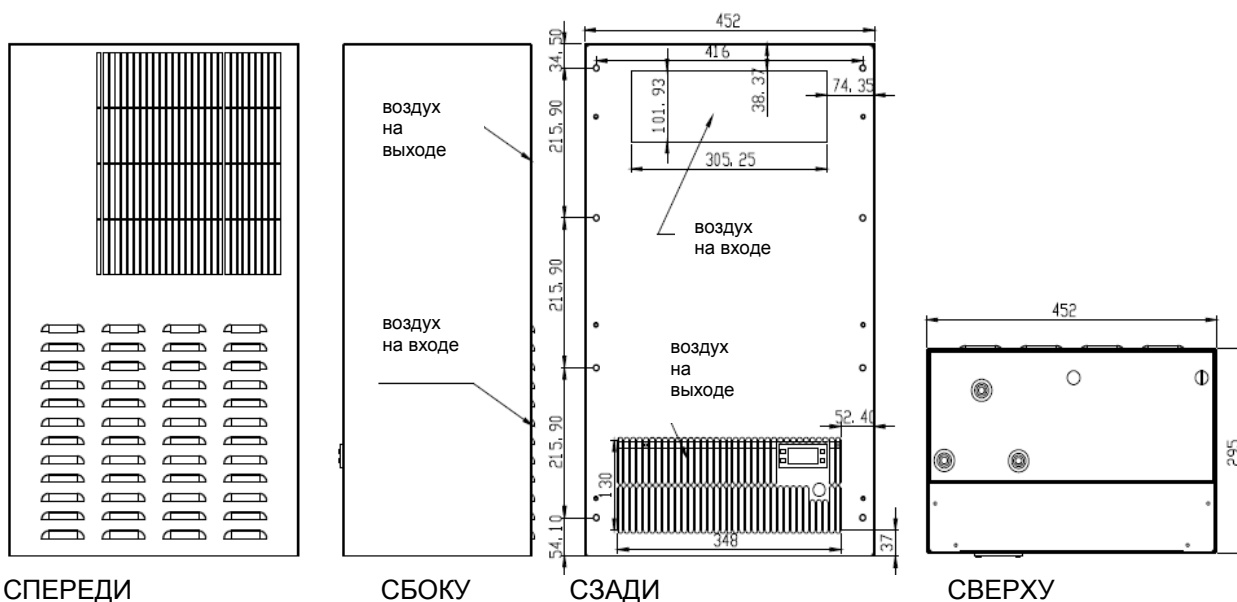 452
34, 50
416
101. 93
38. 37
74. 35
215. 90
305. 25
воздух
на
выходе
воздух
на входе
215. 90
воздух
на входе
воздух
на
выходе
452
52. 40
215. 90
130
295
348
37
54. 10
СПЕРЕДИ
СБОКУ
СЗАДИ
СВЕРХУ